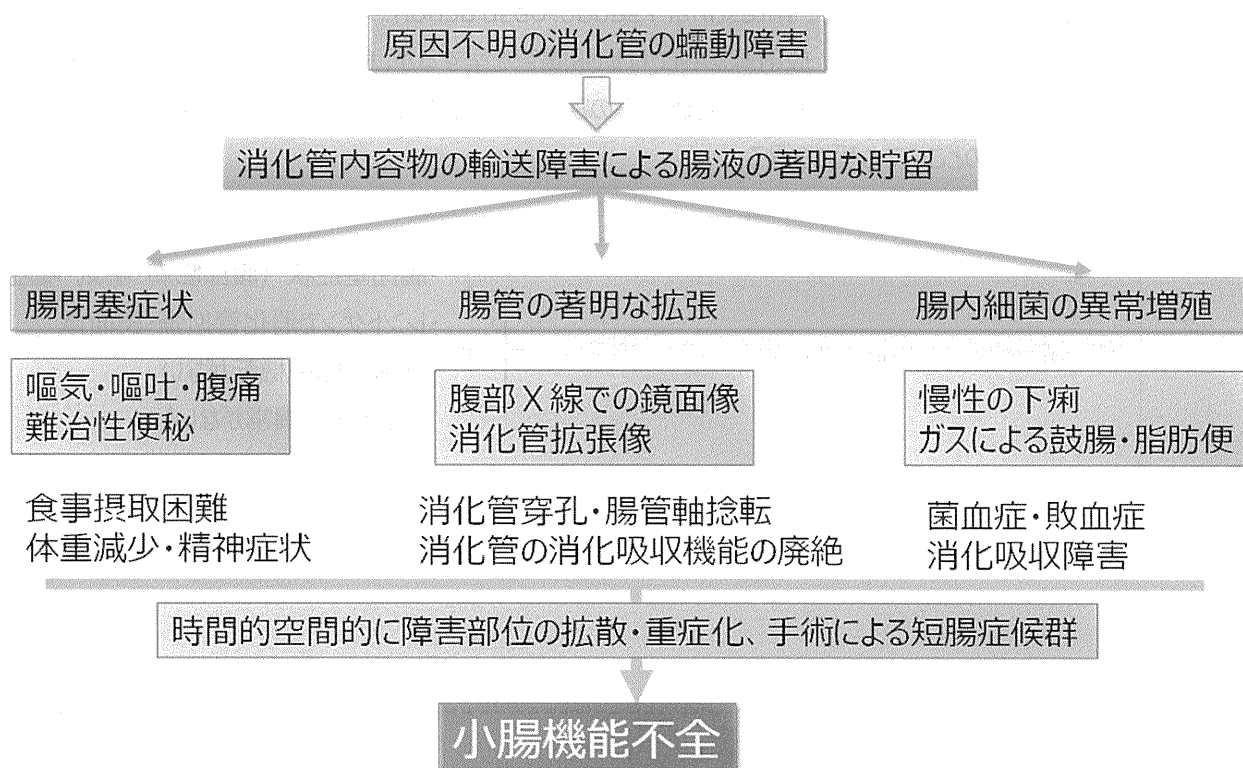 原因不明の消化管の蠕動障害
消化管内容物の輸送障害による腸液の著明な貯留
腸閉塞症状
腸管の著明な拡張
腸内細菌の異常増殖
嘔気・嘔吐・腹痛
難治性便秘
腹部X線での鏡面像
消化管拡張像
慢性の下痢
ガスによる鼓腸・脂肪便
食事摂取困難
体重減少・精神症状
消化管穿孔・腸管軸捻転
消化管の消化吸収機能の廃絶
菌血症・敗血症
消化吸収障害
時間的空間的に障害部位の拡散・重症化、手術による短腸症候群
小腸機能不全